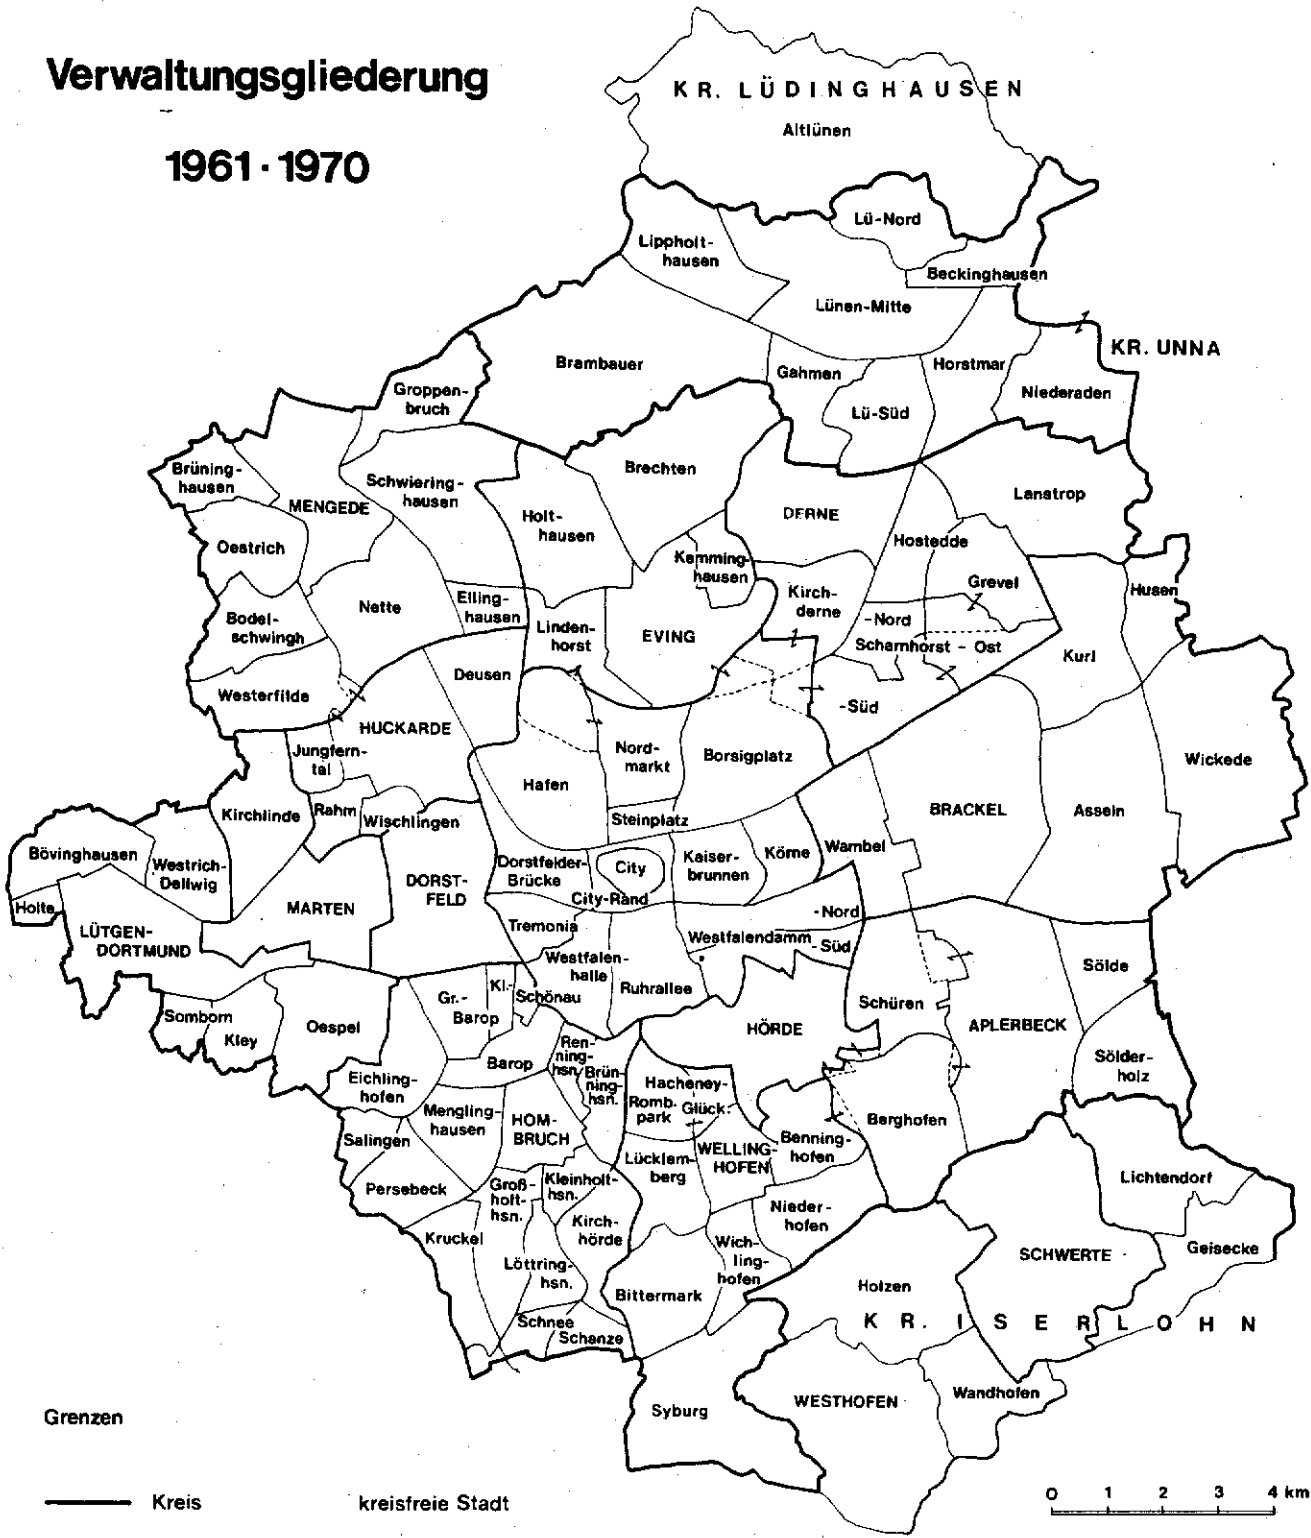 Verwaltungsgliederung
1961 · 1970
KR. LÜDINGHAUSEN
Altlünen
Lü-Nord
Lippholt-
hausen
Beckinghausen
Lünen-Mitte
KR. UNNA
Brambauer
Gahmen
Horstmar
Niederaden
Groppen-
bruch
Lü-Süd
Brüning-
hausen
MENGEDE
Schwiering-
hausen
Brechten
Lanstrop
Holt-
hausen
DERNE
Hostedde
Oestrich
Kemming-
hausen
Grevel
Husen
Nette
Elling-
hausen
Kirch-
derne
Bodel-
schwingh
Linden-
horst
EVING
-Nord
Scharnhorst - Ost
Kurl
Westerfilde
Deusen
-Süd
HUCKARDE
Jungfern-
tal
Nord-
markt
Borsigplatz
Wickede
Hafen
Kirchlinde
Rahm
Wischlingen
Steinplatz
BRACKEL
Asseln
Bövinghausen
Westrich-
Dellwig
Dorstfelder-
Brücke
City
Kaiser-
brunnen
Körne
Wambel
DORST-
FELD
City-Rand
Holte
MARTEN
LÜTGEN-
DORTMUND
Tremonia
-Nord
Westfalendamm
-Süd
Westfalen-
halle
Sölde
Gr.-
Barop
Kl.-
Schönau
Ruhrallee
Schüren
Somborn
Kley
Oespel
HÖRDE
APLERBECK
Barop
Ren-
ning-
hsn.
Brün-
ning-
hsn.
Sölder-
holz
Eichling-
hofen
Hacheney-
Romb.
park
Glück.
Mengling-
hausen
HOM-
BRUCH
Berghofen
Salingen
Benning-
hofen
WELLING-
HOFEN
Lücklem-
berg
Persebeck
Groß-
holt-
hsn.
Kleinholt-
hsn.
Lichtendorf
Nieder-
hofen
Kirch-
hörde
Kruckel
Wich-
ling-
hofen
SCHWERTE
Geisecke
Löttring-
hsn.
Bittermark
Holzen
KR. ISERLOHN
Schnee
Schanze
Syburg
WESTHOFEN
Wandhofen
Grenzen
Kreis
kreisfreie Stadt
0 1 2 3 4 km